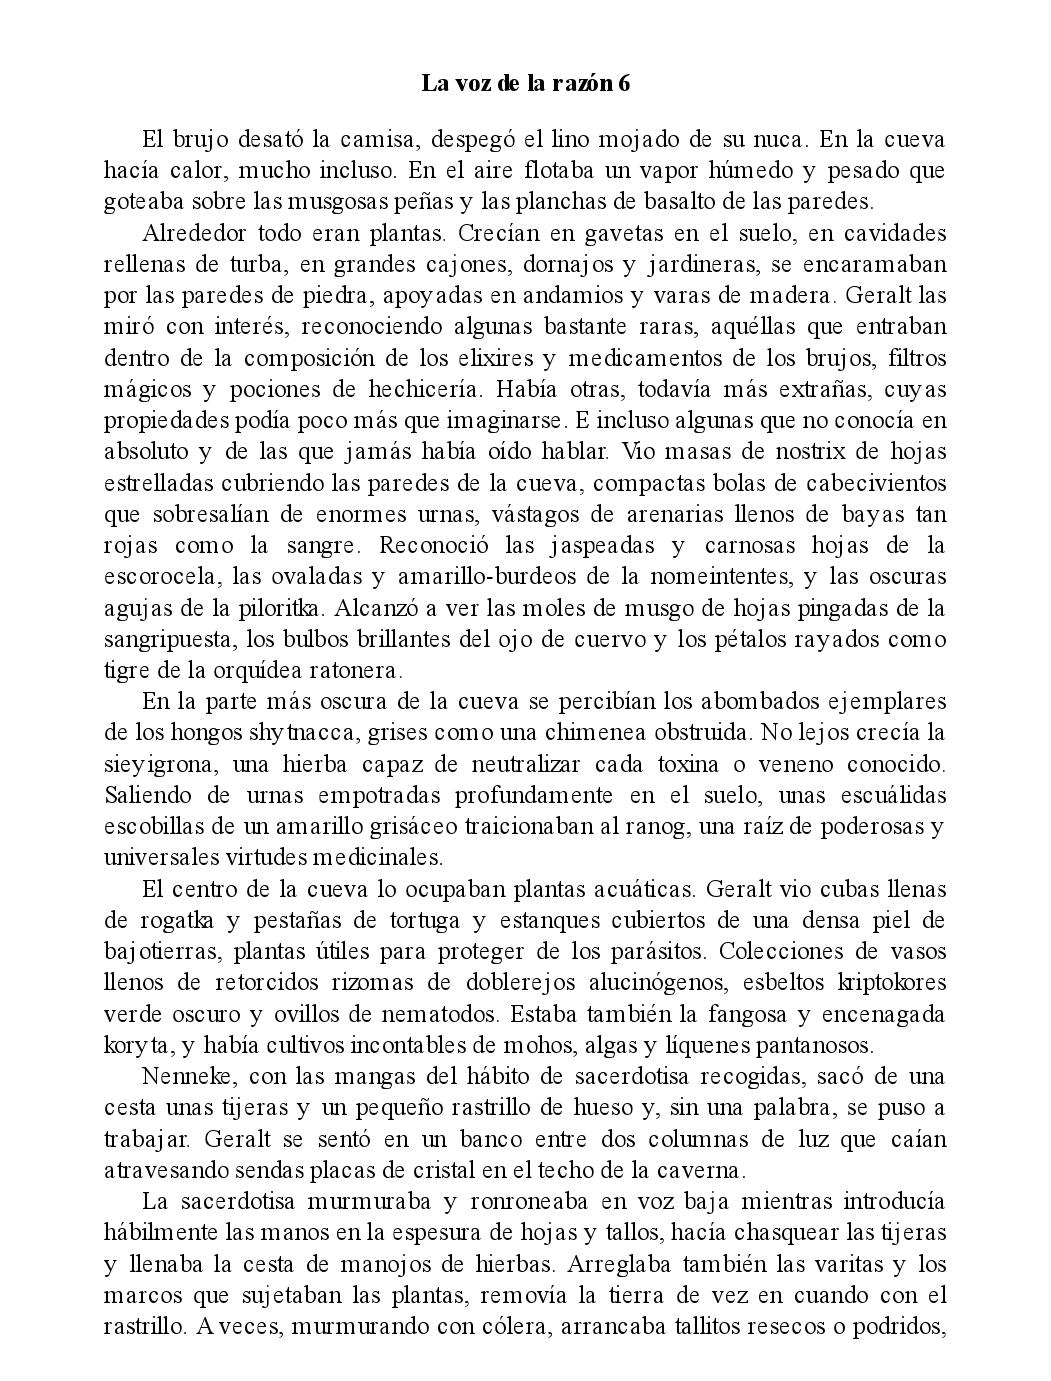 La voz de la razón 6
El brujo desató la camisa, despegó el lino mojado de su nuca. En la cueva
hacía calor, mucho incluso. En el aire flotaba un vapor húmedo y pesado que
goteaba sobre las musgosas peñas y las planchas de basalto de las paredes.
Alrededor todo eran plantas. Crecían en gavetas en el suelo, en cavidades
rellenas de turba, en grandes cajones, dornajos y jardineras, se encaramaban
por las paredes de piedra, apoyadas en andamios y varas de madera. Geralt las
miró con interés, reconociendo algunas bastante raras, aquéllas que entraban
dentro de la composición de los elixires y medicamentos de los brujos, filtros
mágicos y pociones de hechicería. Había otras, todavía más extrañas, cuyas
propiedades podía poco más que imaginarse. E incluso algunas que no conocía en
absoluto y de las que jamás había oído hablar. Vio masas de nostrix de hojas
estrelladas cubriendo las paredes de la cueva, compactas bolas de cabecivientos
que sobresalían de enormes urnas, vástagos de arenarias llenos de bayas tan
rojas como la sangre. Reconoció las jaspeadas y carnosas hojas de la
escorocela, las ovaladas y amarillo-burdeos de la nomeintentes, y las oscuras
agujas de la piloritka. Alcanzó a ver las moles de musgo de hojas pingadas de la
sangripuesta, los bulbos brillantes del ojo de cuervo y los pétalos rayados como
tigre de la orquídea ratonera.
En la parte más oscura de la cueva se percibían los abombados ejemplares
de los hongos shytnacca, grises como una chimenea obstruida. No lejos crecía la
sieyigrona, una hierba capaz de neutralizar cada toxina o veneno conocido.
Saliendo de urnas empotradas profundamente en el suelo, unas escuálidas
escobillas de un amarillo grisáceo traicionaban al ranog, una raíz de poderosas y
universales virtudes medicinales.
El centro de la cueva lo ocupaban plantas acuáticas. Geralt vio cubas llenas
de rogatka y pestañas de tortuga y estanques cubiertos de una densa piel de
bajotierras, plantas útiles para proteger de los parásitos. Colecciones de vasos
llenos de retorcidos rizomas de doblerejos alucinógenos, esbeltos kriptokores
verde oscuro y ovillos de nematodos. Estaba también la fangosa y encenagada
koryta, y había cultivos incontables de mohos, algas y líquenes pantanosos.
Nenneke, con las mangas del hábito de sacerdotisa recogidas, sacó de una
cesta unas tijeras y un pequeño rastrillo de hueso y, sin una palabra, se puso a
trabajar. Geralt se sentó en un banco entre dos columnas de luz que caían
atravesando sendas placas de cristal en el techo de la caverna.
La sacerdotisa murmuraba y ronroneaba en voz baja mientras introducía
hábilmente las manos en la espesura de hojas y tallos, hacía chasquear las tijeras
y llenaba la cesta de manojos de hierbas. Arreglaba también las varitas y los
marcos que sujetaban las plantas, removía la tierra de vez en cuando con el
rastrillo. A veces, murmurando con cólera, arrancaba tallitos resecos o podridos,